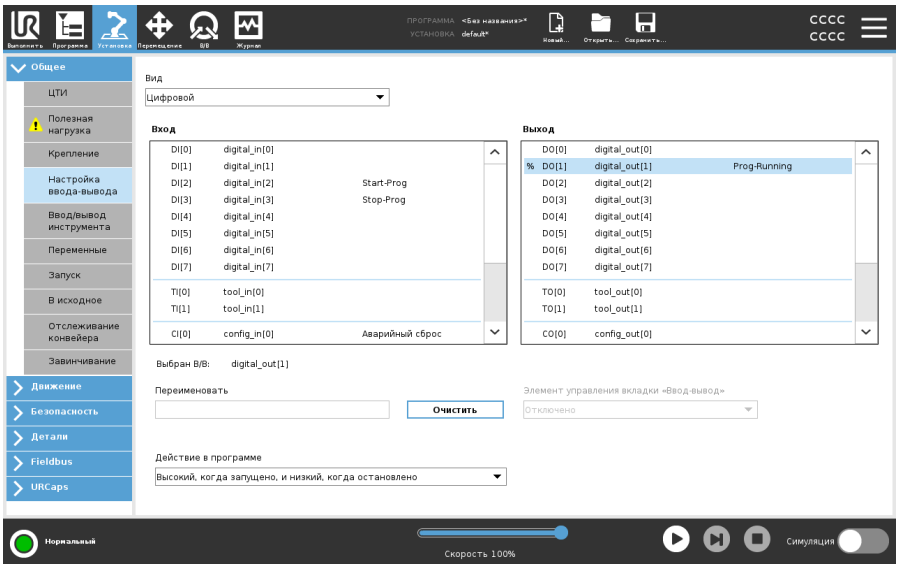 UR
ПРОГРАММА <Без названия>*
УСТАНОВКА default*
CCCC
CCCC
Выполнить Программа Установка Перемещение В/В Журнал Новый... Открыть... Сохранить...
Общее
ЦТИ
Полезная
нагрузка
Крепление
Настройка
ввода-вывода
Ввод/вывод
инструмента
Переменные
Запуск
В исходное
Отслеживание
конвейера
Завинчивание
Движение
Безопасность
Детали
Fieldbus
URCaps
Вид
Цифровой
Вход
DI[0] digital_in[0]
DI[1] digital_in[1]
DI[2] digital_in[2] Start-Prog
DI[3] digital_in[3] Stop-Prog
DI[4] digital_in[4]
DI[5] digital_in[5]
DI[6] digital_in[6]
DI[7] digital_in[7]
TI[0] tool_in[0]
TI[1] tool_in[1]
CI[0] config_in[0] Аварийный сброс
Выход
DO[0] digital_out[0]
% DO[1] digital_out[1] Prog-Running
DO[2] digital_out[2]
DO[3] digital_out[3]
DO[4] digital_out[4]
DO[5] digital_out[5]
DO[6] digital_out[6]
DO[7] digital_out[7]
TO[0] tool_out[0]
TO[1] tool_out[1]
CO[0] config_out[0]
Выбран В/В: digital_out[1]
Переименовать
Очистить
Элемент управления вкладки «Ввод-вывод»
Отключено
Действие в программе
Высокий, когда запущено, и низкий, когда остановлено
Нормальный
Скорость 100%
Симуляция